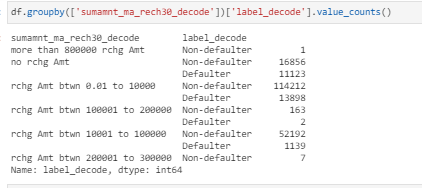 df.groupby(['sumamnt_ma_rech30_decode'])['label_decode'].value_counts()
sumamnt_ma_rech30_decode label_decode
more than 800000 rchg Amt Non-defaulter 1
no rchg Amt Non-defaulter 16856
Defaulter 11123
rchg Amt btwn 0.01 to 10000 Non-defaulter 114212
Defaulter 13898
rchg Amt btwn 100001 to 200000 Non-defaulter 163
Defaulter 2
rchg Amt btwn 10001 to 100000 Non-defaulter 52192
Defaulter 1139
rchg Amt btwn 200001 to 300000 Non-defaulter 7
Name: label_decode, dtype: int64